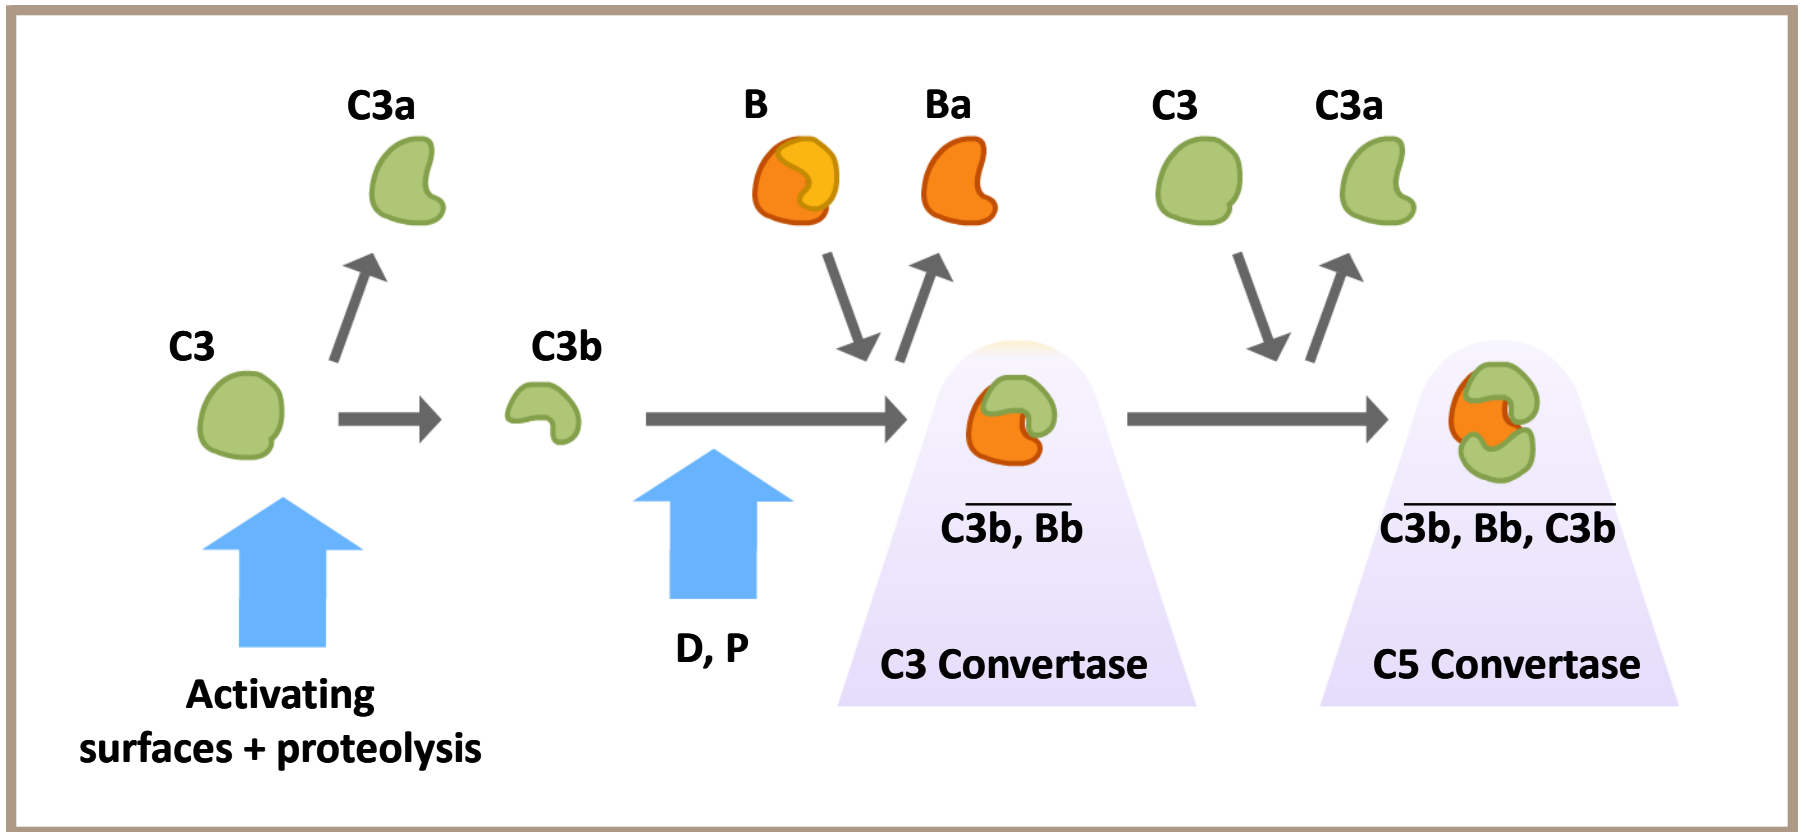 C3a
B
Ba
C3
C3a
C3
C3b
C3b, Bb
C3b, Bb, C3b
D, P
C3 Convertase
C5 Convertase
Activating
surfaces + proteolysis